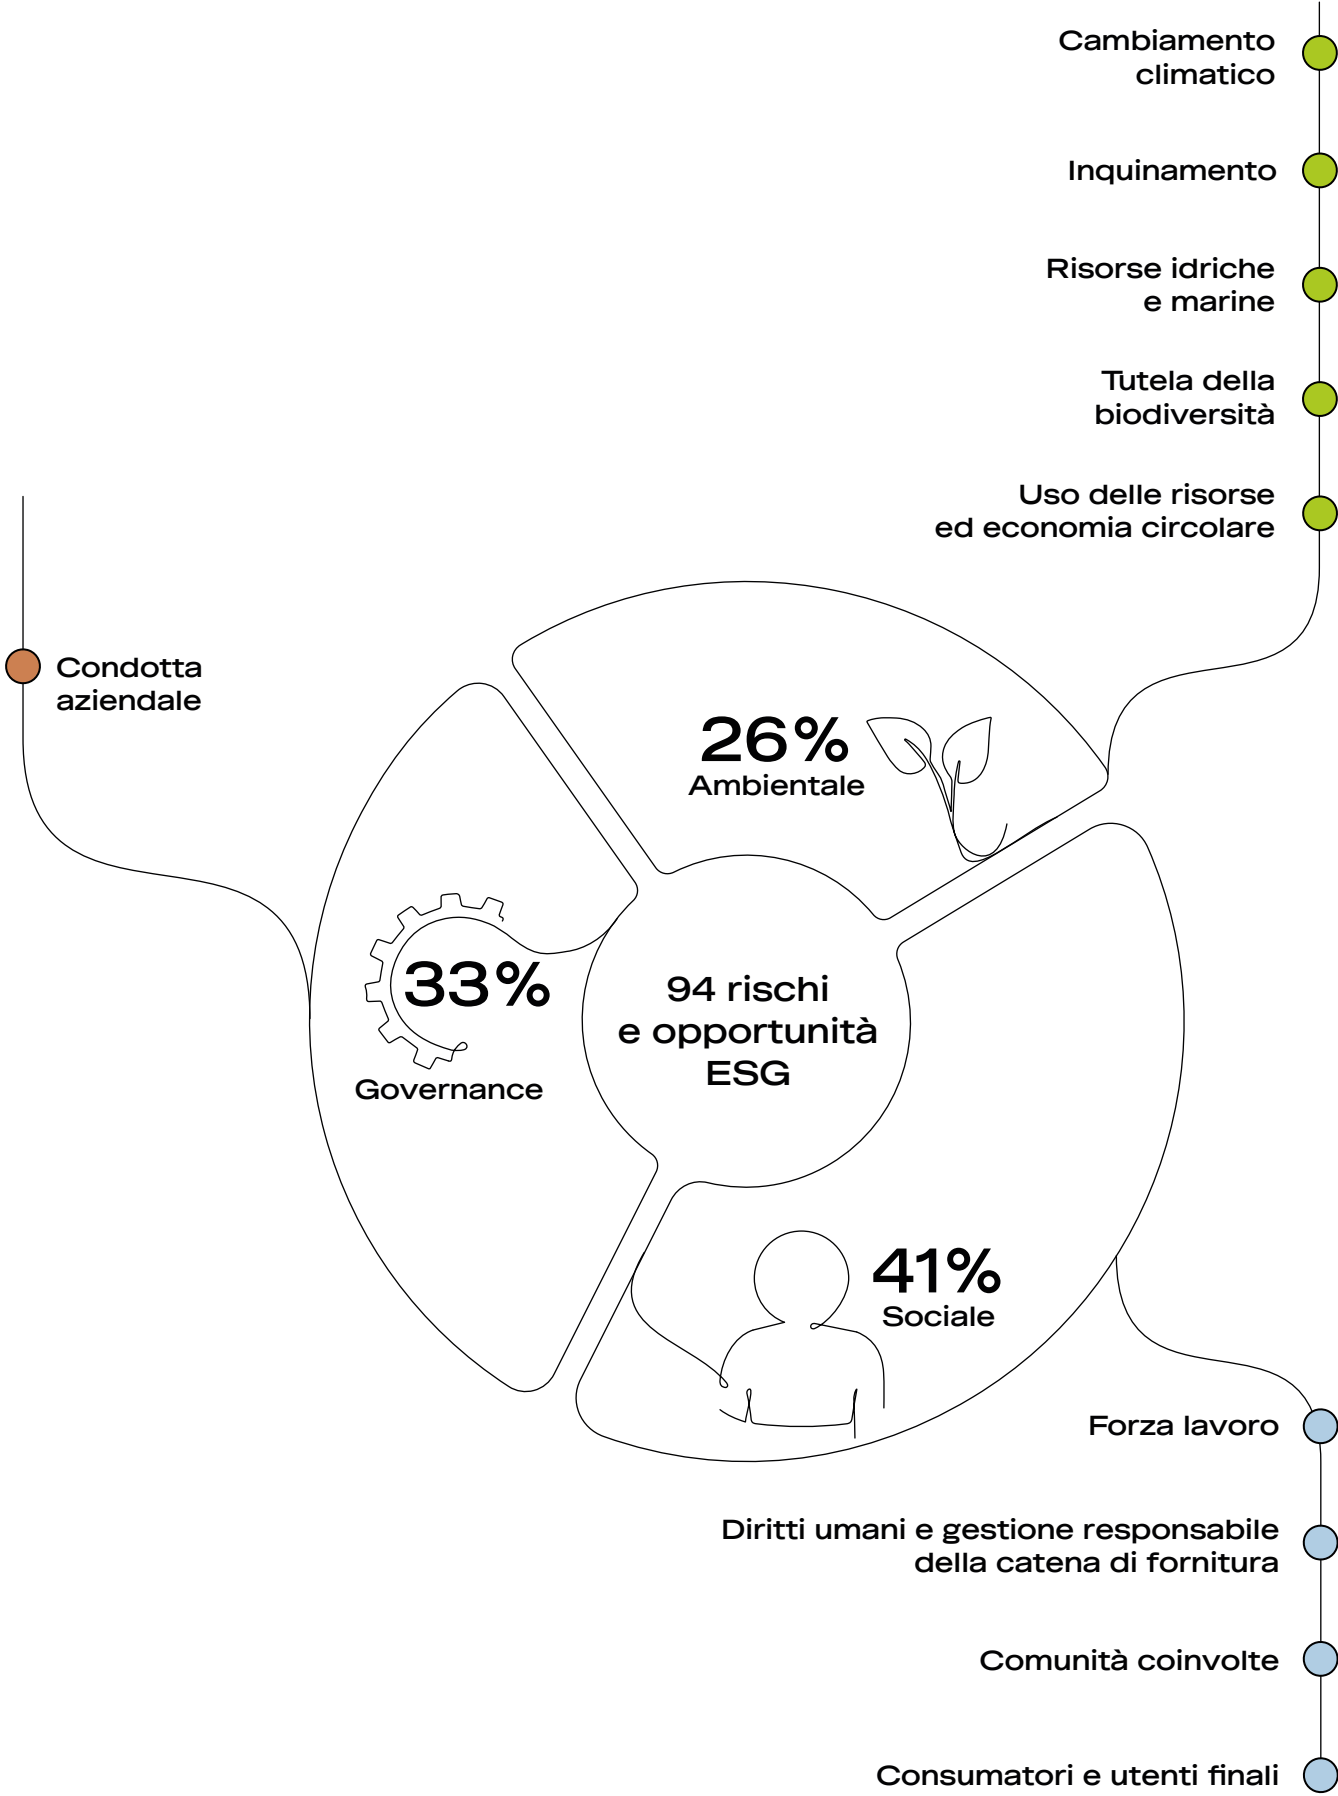 Cambiamento
climatico
Inquinamento
Risorse idriche
e marine
Tutela della
biodiversità
Uso delle risorse
ed economia circolare
Condotta
aziendale
26%
Ambientale
33%
Governance
94 rischi
e opportunità
ESG
41%
Sociale
Forza lavoro
Diritti umani e gestione responsabile
della catena di fornitura
Comunità coinvolte
Consumatori e utenti finali